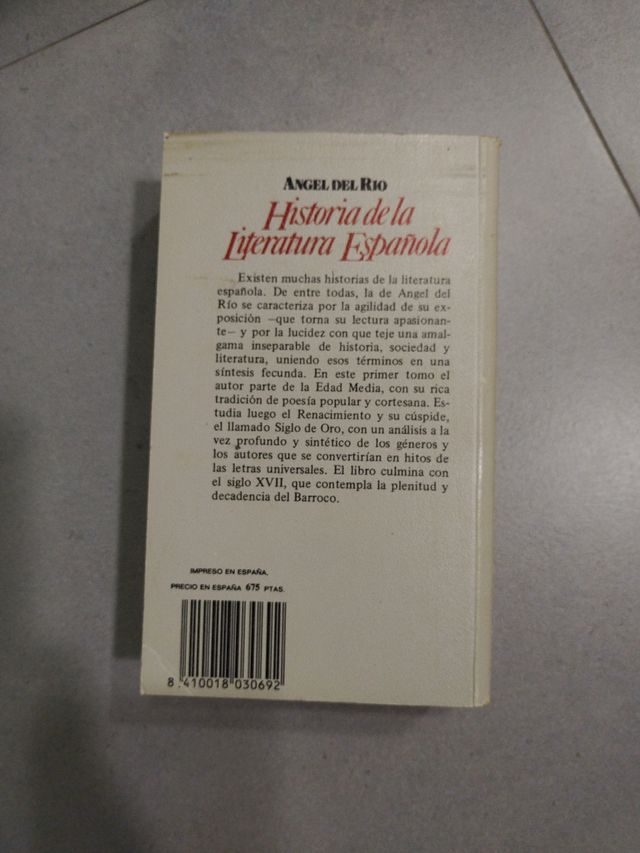 ANGEL DEL RIO
Historia de la
Literatura Española
Existen muchas historias de la literatura
española. De entre todas, la de Angel del
Río se caracteriza por la agilidad de su ex-
posición —que torna su lectura apasionan-
te— y por la lucidez con que teje una amal-
gama inseparable de historia, sociedad y
literatura, uniendo esos términos en una
síntesis fecunda. En este primer tomo el
autor parte de la Edad Media, con su rica
tradición de poesía popular y cortesana. Es-
tudia luego el Renacimiento y su cúspide,
el llamado Siglo de Oro, con un análisis a la
vez profundo y sintético de los géneros y
los autores que se convertirían en hitos de
las letras universales. El libro culmina con
el siglo XVII, que contempla la plenitud y
decadencia del Barroco.
IMPRESO EN ESPAÑA.
PRECIO EN ESPAÑA 675 PTAS.
8 410018 030692